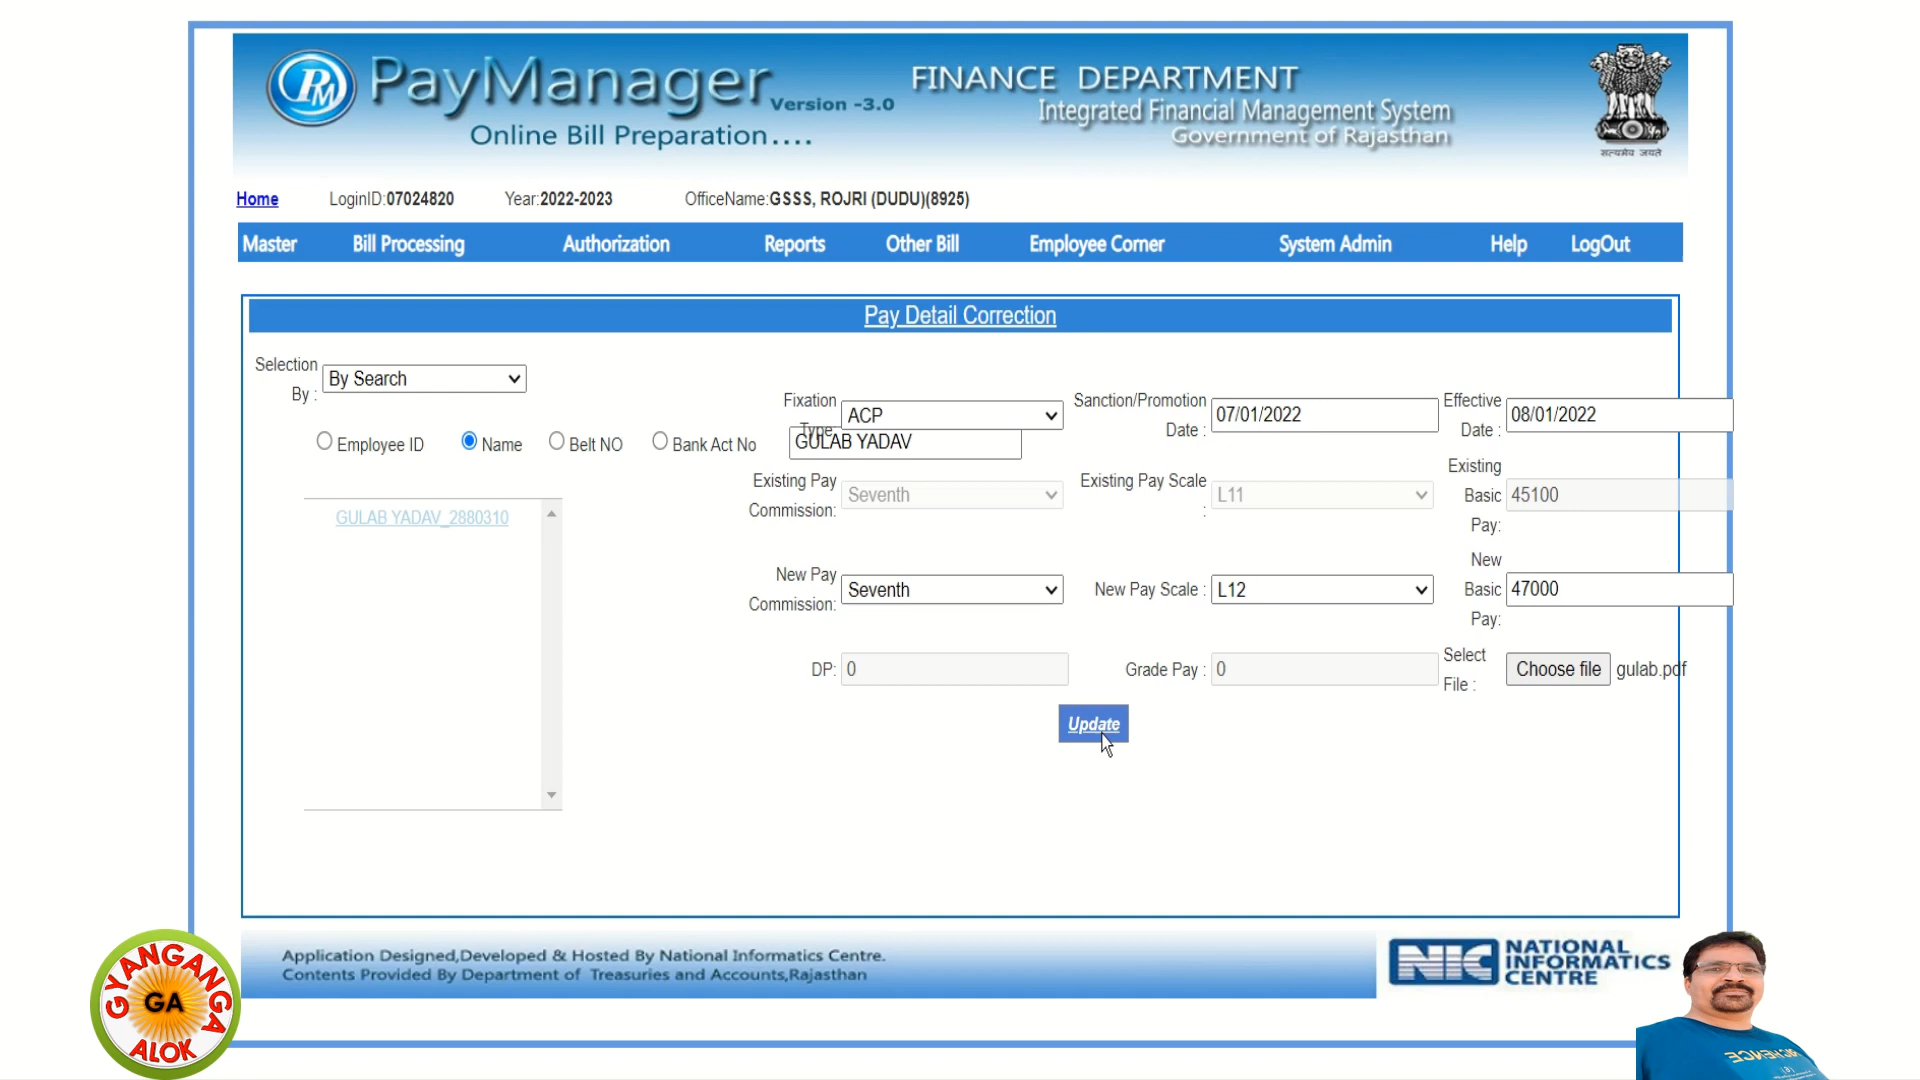 PayManager Version -3.0
Online Bill Preparation....
FINANCE DEPARTMENT
Integrated Financial Management System
Government of Rajasthan
सत्यमेव जयते
Home LoginID:07024820 Year:2022-2023 OfficeName:GSSS, ROJRI (DUDU)(8925)
Master Bill Processing Authorization Reports Other Bill Employee Corner System Admin Help LogOut
Pay Detail Correction
Selection By : By Search
Fixation Type: ACP Sanction/Promotion Date : 07/01/2022 Effective Date : 08/01/2022
Employee ID Name Belt NO Bank Act No GULAB YADAV
Existing Pay Commission: Seventh Existing Pay Scale : L11 Existing Basic Pay: 45100
GULAB YADAV_2880310
New Pay Commission: Seventh New Pay Scale : L12 New Basic Pay: 47000
DP: 0 Grade Pay : 0 Select File : Choose file gulab.pdf
Update
Application Designed,Developed & Hosted By National Informatics Centre.
Contents Provided By Department of Treasuries and Accounts,Rajasthan
NIC NATIONAL INFORMATICS CENTRE
GYANGANGA
GA
ALOK